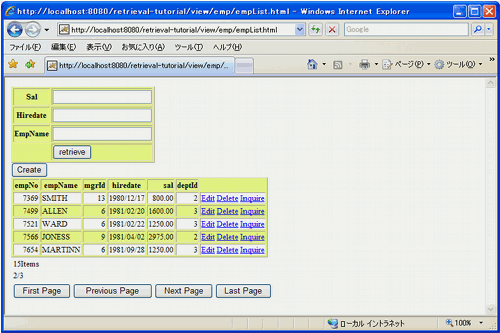 http://localhost:8080/retrieval-tutorial/view/emp/empList.html - Windows Internet Explorer
http://localhost:8080/retrieval-tutorial/view/emp/empList.html Google
ファイル(F) 編集(E) 表示(V) お気に入り(A) ツール(T) ヘルプ(H)
http://localhost:8080/retrieval-tutorial/view/emp/... ページ(P) ツール(O)
Sal
Hiredate
EmpName
retrieve
Create
empNo empName mgrId hiredate sal deptId
7369 SMITH 13 1980/12/17 800.00 2 Edit Delete Inquire
7499 ALLEN 6 1981/02/20 1600.00 3 Edit Delete Inquire
7521 WARD 6 1981/02/22 1250.00 3 Edit Delete Inquire
7566 JONESS 9 1981/04/02 2975.00 2 Edit Delete Inquire
7654 MARTINN 6 1981/09/28 1250.00 3 Edit Delete Inquire
15Items
2/3
First Page Previous Page Next Page Last Page
ローカル イントラネット 100%